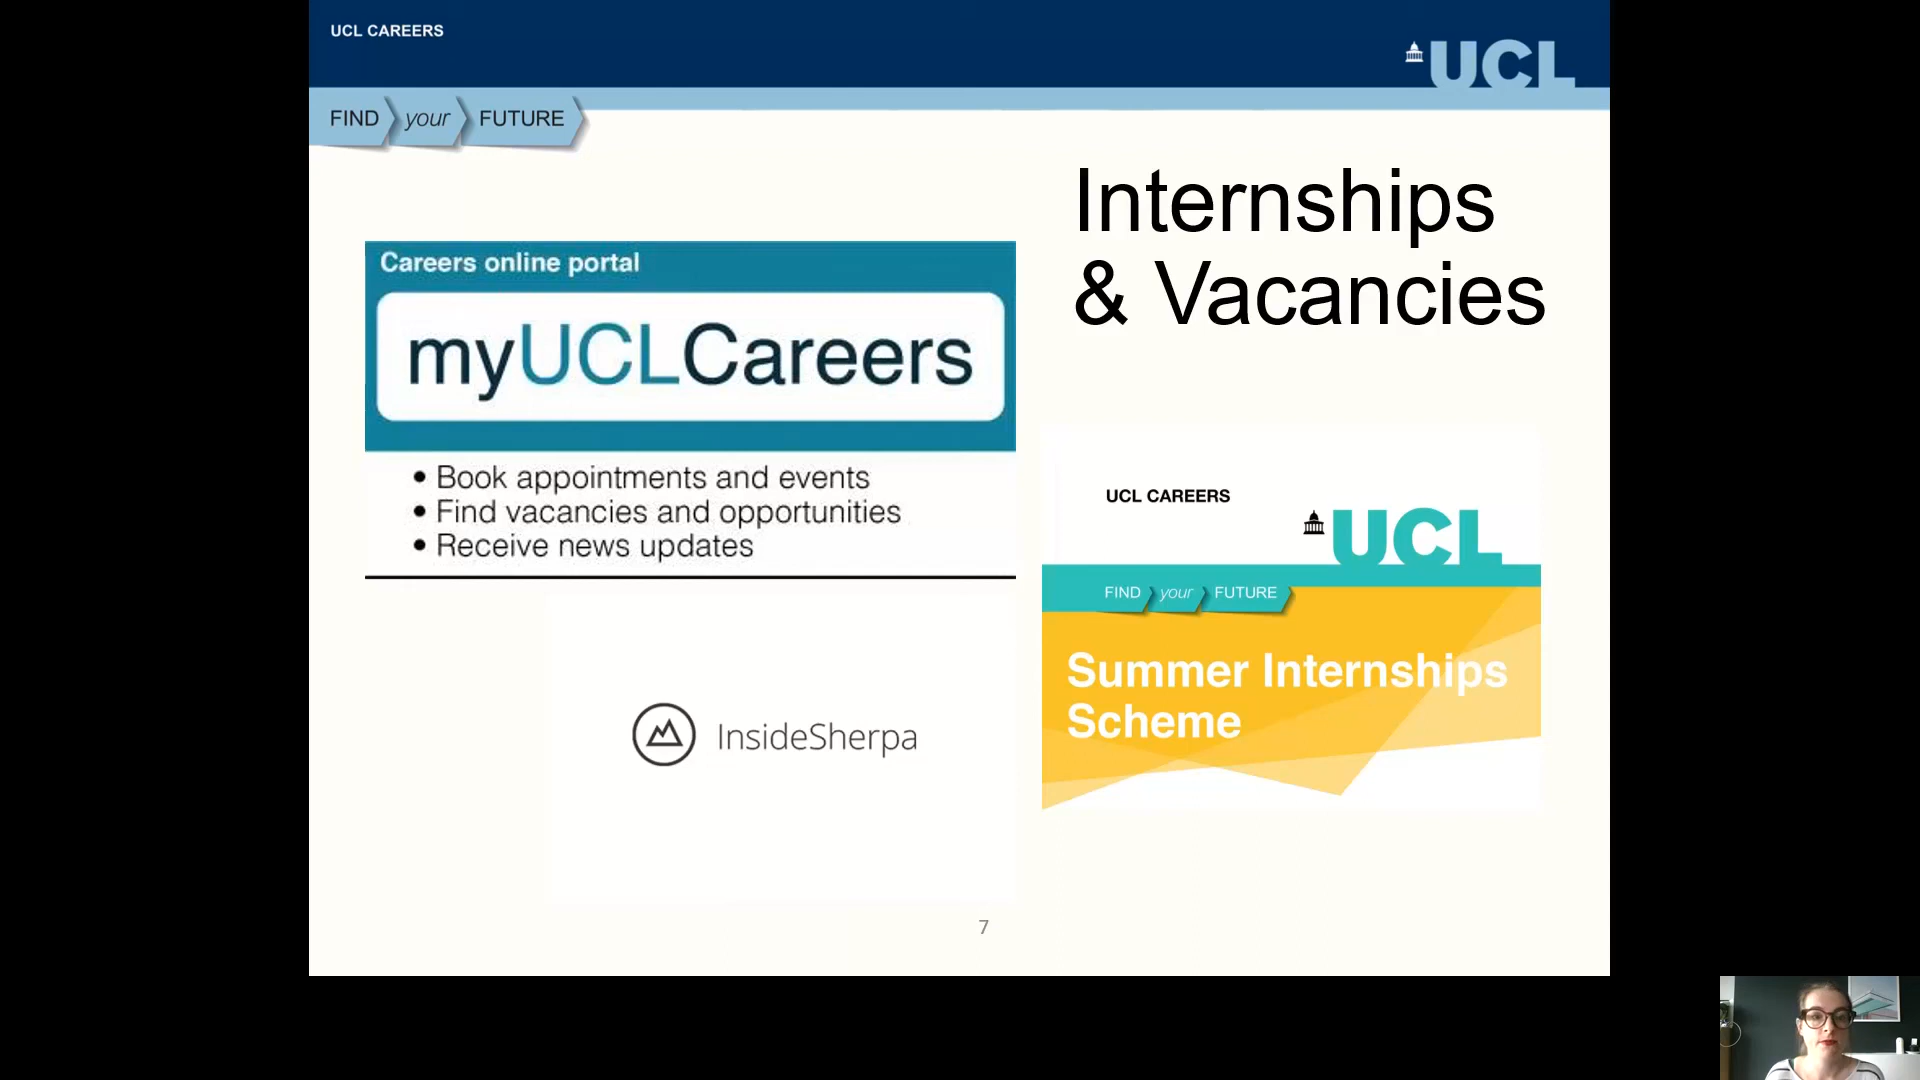 UCL CAREERS
UCL
FIND your FUTURE
Internships
& Vacancies
Careers online portal
myUCLCareers
• Book appointments and events
• Find vacancies and opportunities
• Receive news updates
UCL CAREERS
UCL
FIND your FUTURE
Summer Internships
Scheme
InsideSherpa
7